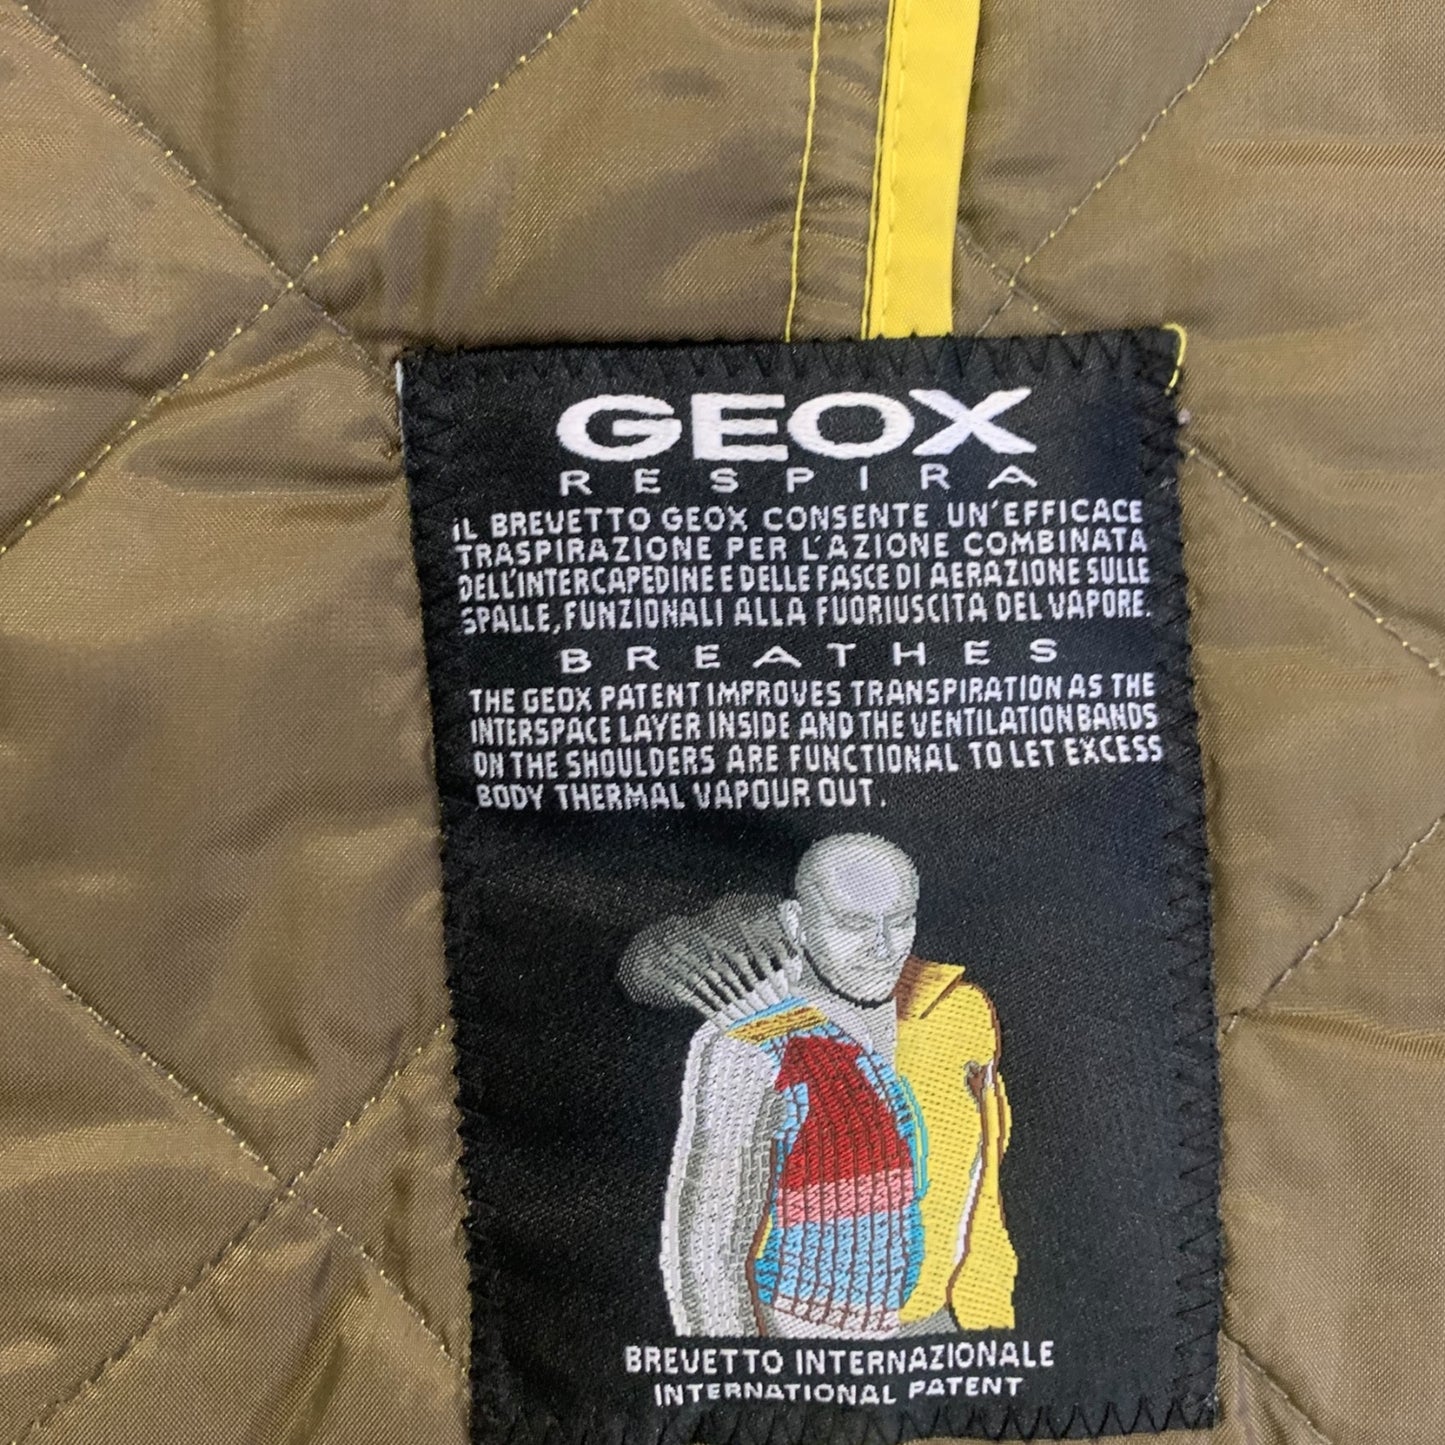 GEOX
RESPIRA
IL BREVETTO GEOX CONSENTE UN'EFFICACE
TRASPIRAZIONE PER L'AZIONE COMBINATA
DELL'INTERCAPEDINE E DELLE FASCE DI AERAZIONE SULLE
SPALLE, FUNZIONALI ALLA FUORIUSCITA DEL VAPORE.
BREATHES
THE GEOX PATENT IMPROVES TRANSPIRATION AS THE
INTERSPACE LAYER INSIDE AND THE VENTILATION BANDS
ON THE SHOULDERS ARE FUNCTIONAL TO LET EXCESS
BODY THERMAL VAPOUR OUT.
BREVETTO INTERNAZIONALE
INTERNATIONAL PATENT